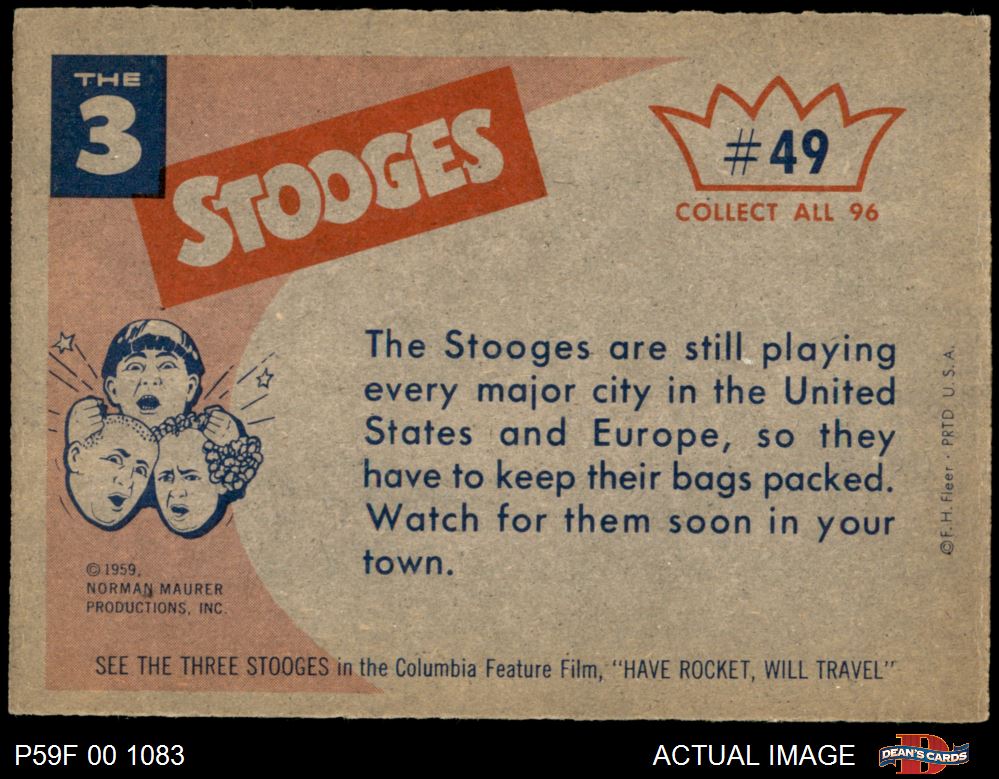 THE
3
STOOGES
#49
COLLECT ALL 96
The Stooges are still playing
every major city in the United
States and Europe, so they
have to keep their bags packed.
Watch for them soon in your
town.
© F. H. Fleer · PRTD U. S. A.
© 1959,
NORMAN MAURER
PRODUCTIONS, INC.
SEE THE THREE STOOGES in the Columbia Feature Film, "HAVE ROCKET, WILL TRAVEL"
P59F 00 1083
ACTUAL IMAGE
DEAN'S CARDS